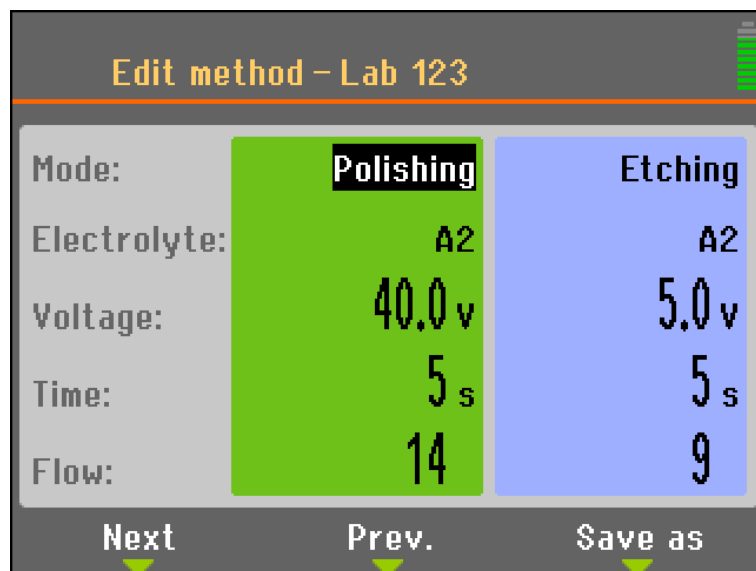 Edit method – Lab 123
Mode: Polishing Etching
Electrolyte: A2 A2
Voltage: 40.0 v 5.0 v
Time: 5 s 5 s
Flow: 14 9
Next Prev. Save as